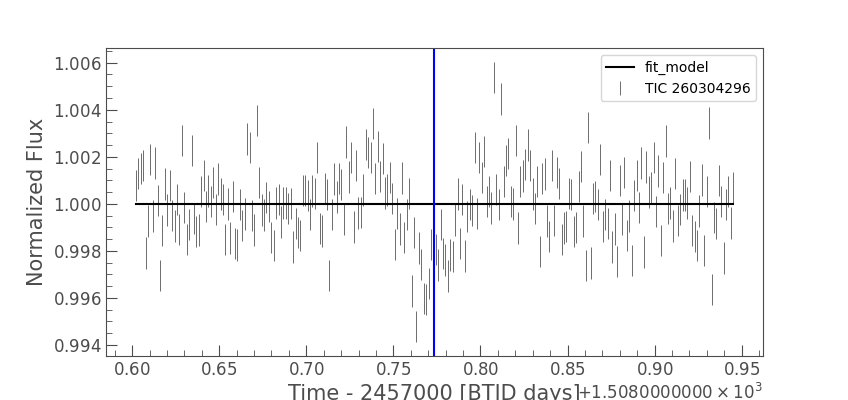 1.006
1.004
1.002
1.000
0.998
0.996
0.994
Normalized Flux
fit_model
TIC 260304296
0.60 0.65 0.70 0.75 0.80 0.85 0.90 0.95
Time - 2457000 [BTJD days]
+1.5080000000 × 10³